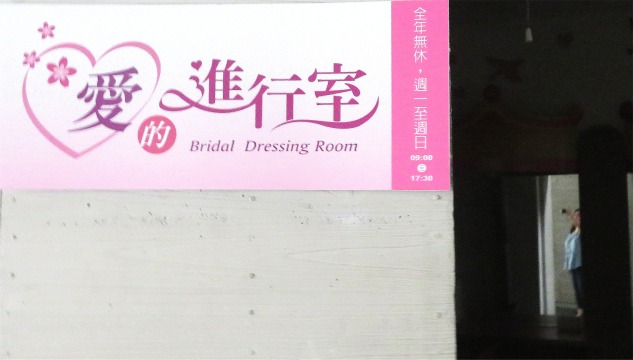 愛的進行室
Bridal Dressing Room
全年無休，週一至週日
09:00
17:30